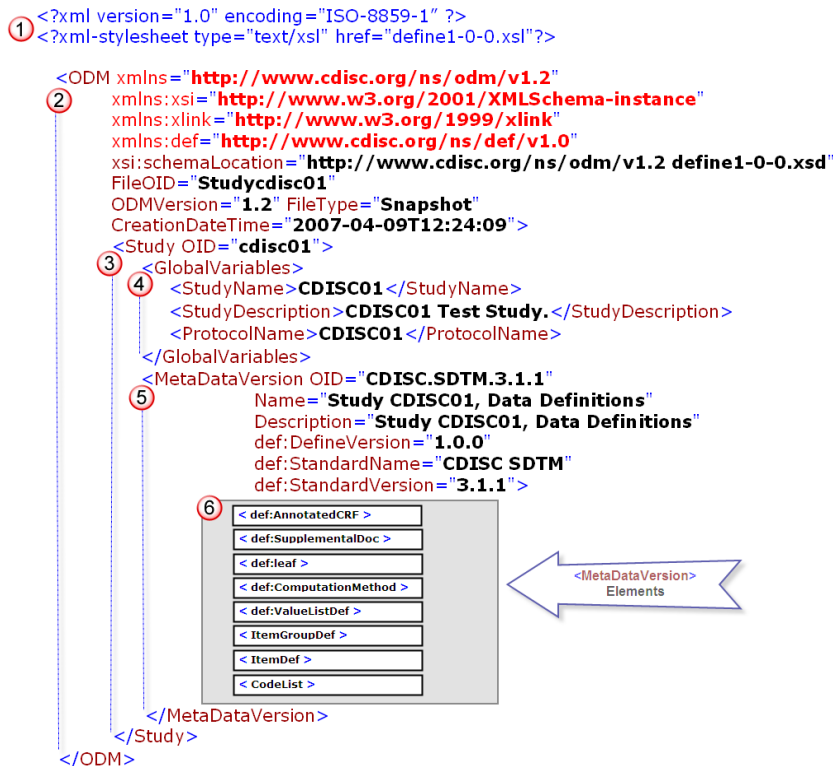 <?xml version="1.0" encoding="ISO-8859-1" ?>
1
<?xml-stylesheet type="text/xsl" href="define1-0-0.xsl"?>
<ODM xmlns="http://www.cdisc.org/ns/odm/v1.2"
2
xmlns:xsi="http://www.w3.org/2001/XMLSchema-instance"
xmlns:xlink="http://www.w3.org/1999/xlink"
xmlns:def="http://www.cdisc.org/ns/def/v1.0"
xsi:schemaLocation="http://www.cdisc.org/ns/odm/v1.2 define1-0-0.xsd"
FileOID="Studycdisc01"
ODMVersion="1.2" FileType="Snapshot"
CreationDateTime="2007-04-09T12:24:09">
<Study OID="cdisc01">
3
<GlobalVariables>
4
<StudyName>CDISC01</StudyName>
<StudyDescription>CDISC01 Test Study.</StudyDescription>
<ProtocolName>CDISC01</ProtocolName>
</GlobalVariables>
<MetaDataVersion OID="CDISC.SDTM.3.1.1"
5
Name="Study CDISC01, Data Definitions"
Description="Study CDISC01, Data Definitions"
def:DefineVersion="1.0.0"
def:StandardName="CDISC SDTM"
def:StandardVersion="3.1.1">
6
< def:AnnotatedCRF >
< def:SupplementalDoc >
< def:leaf >
< def:ComputationMethod >
< def:ValueListDef >
< ItemGroupDef >
< ItemDef >
< CodeList >
<MetaDataVersion>
Elements
</MetaDataVersion>
</Study>
</ODM>